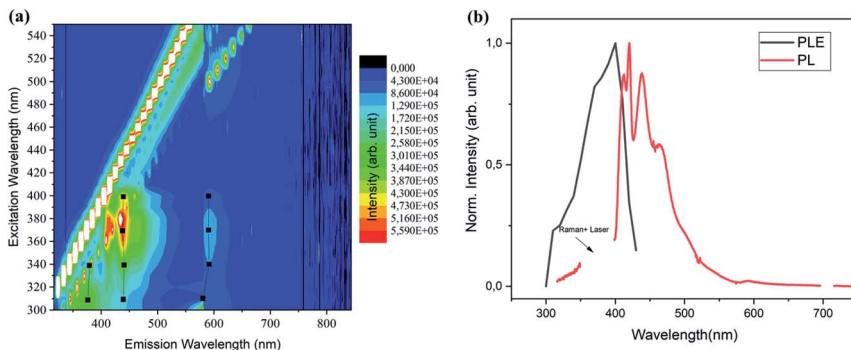 (a)
540
520
500
480
460
440
420
400
380
360
340
320
300
Excitation Wavelength (nm)
400
500
600
700
800
Emission Wavelength (nm)
Intensity (arb. unit)
0,000
4,300E+04
8,600E+04
1,290E+05
1,720E+05
2,150E+05
2,580E+05
3,010E+05
3,440E+05
3,870E+05
4,300E+05
4,730E+05
5,160E+05
5,590E+05
(b)
1,0
0,5
0,0
Norm. Intensity (arb. unit)
PLE
PL
Raman+ Laser
300
400
500
600
700
Wavelength(nm)